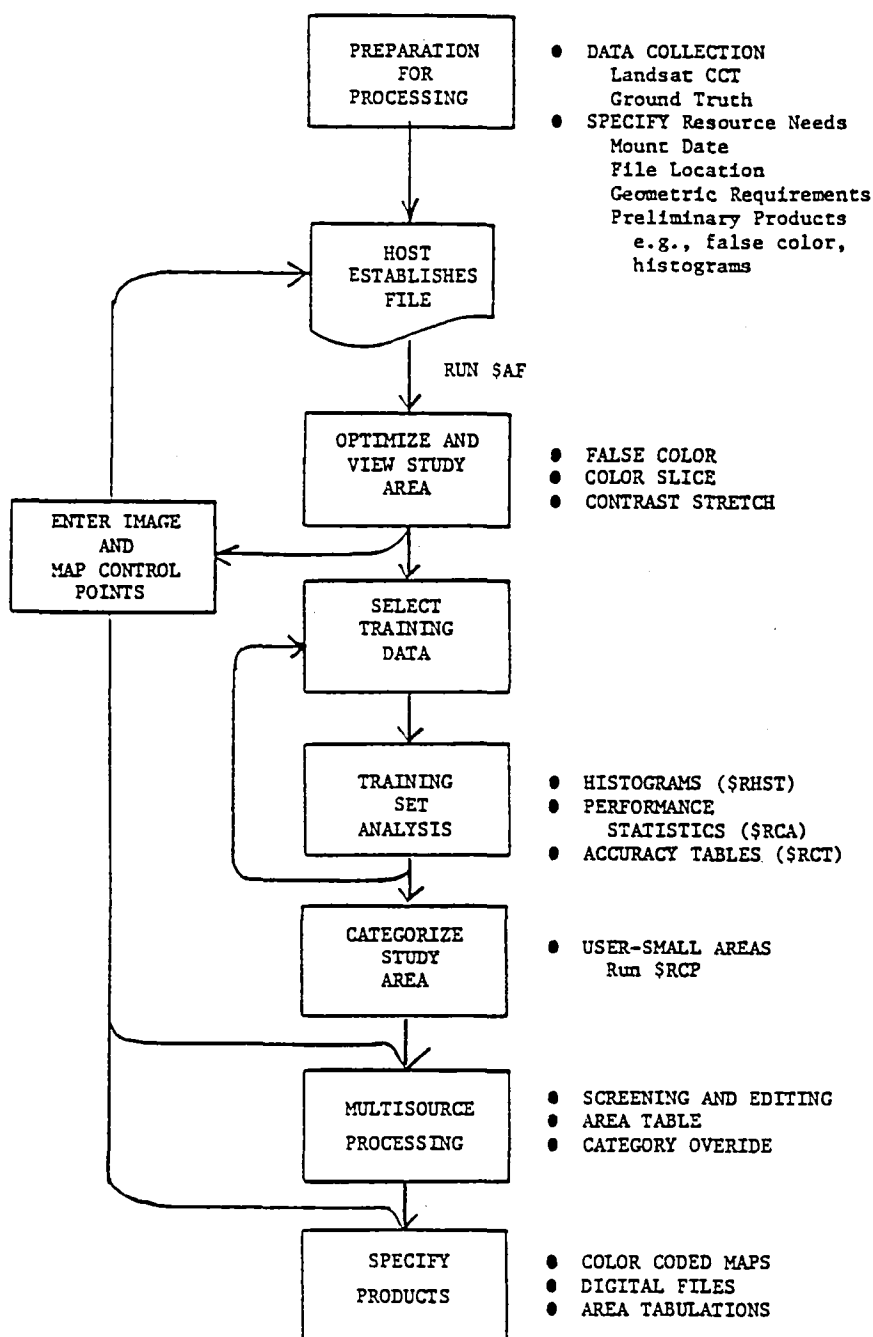 PREPARATION
FOR
PROCESSING
● DATA COLLECTION
Landsat CCT
Ground Truth
● SPECIFY Resource Needs
Mount Date
File Location
Geometric Requirements
Preliminary Products
e.g., false color,
histograms
HOST
ESTABLISHES
FILE
RUN $AF
OPTIMIZE AND
VIEW STUDY
AREA
● FALSE COLOR
● COLOR SLICE
● CONTRAST STRETCH
ENTER IMAGE
AND
MAP CONTROL
POINTS
SELECT
TRAINING
DATA
TRAINING
SET
ANALYSIS
● HISTOGRAMS ($RHST)
● PERFORMANCE
STATISTICS ($RCA)
● ACCURACY TABLES ($RCT)
CATEGORIZE
STUDY
AREA
● USER-SMALL AREAS
Run $RCP
MULTISOURCE
PROCESSING
● SCREENING AND EDITING
● AREA TABLE
● CATEGORY OVERIDE
SPECIFY
PRODUCTS
● COLOR CODED MAPS
● DIGITAL FILES
● AREA TABULATIONS